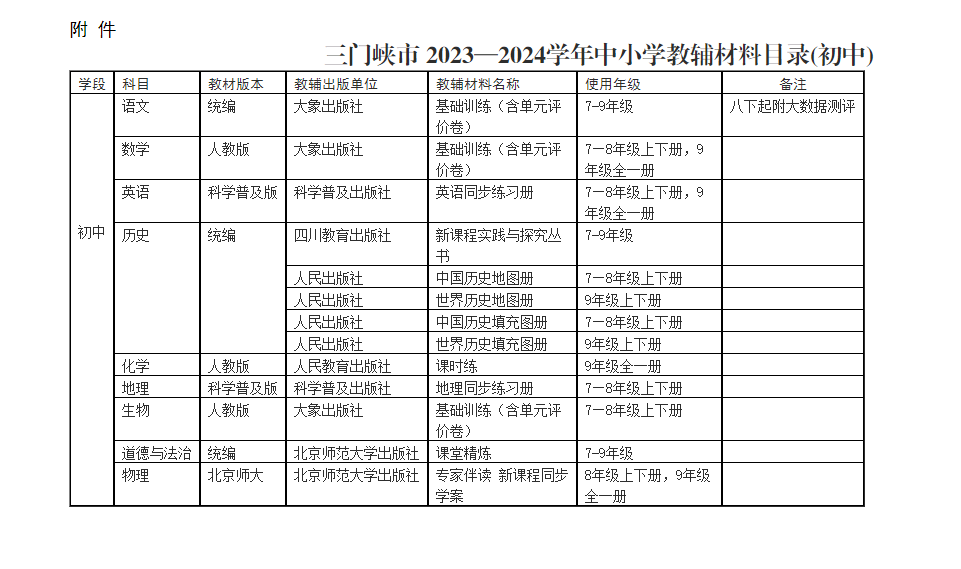 附 件
三门峡市 2023—2024学年中小学教辅材料目录(初中)
学段 科目 教材版本 教辅出版单位 教辅材料名称 使用年级 备注
初中
语文 统编 大象出版社 基础训练（含单元评 7-9年级 八下起附大数据测评
价卷）
数学 人教版 大象出版社 基础训练（含单元评 7—8年级上下册，9
价卷） 年级全一册
英语 科学普及版 科学普及出版社 英语同步练习册 7—8年级上下册，9
年级全一册
历史 统编 四川教育出版社 新课程实践与探究丛 7-9年级
书
人民出版社 中国历史地图册 7—8年级上下册
人民出版社 世界历史地图册 9年级上下册
人民出版社 中国历史填充图册 7—8年级上下册
人民出版社 世界历史填充图册 9年级上下册
化学 人教版 人民教育出版社 课时练 9年级全一册
地理 科学普及版 科学普及出版社 地理同步练习册 7—8年级上下册
生物 人教版 大象出版社 基础训练（含单元评 7—8年级上下册
价卷）
道德与法治 统编 北京师范大学出版社 课堂精炼 7-9年级
物理 北京师大 北京师范大学出版社 专家伴读 新课程同步 8年级上下册，9年级
学案 全一册